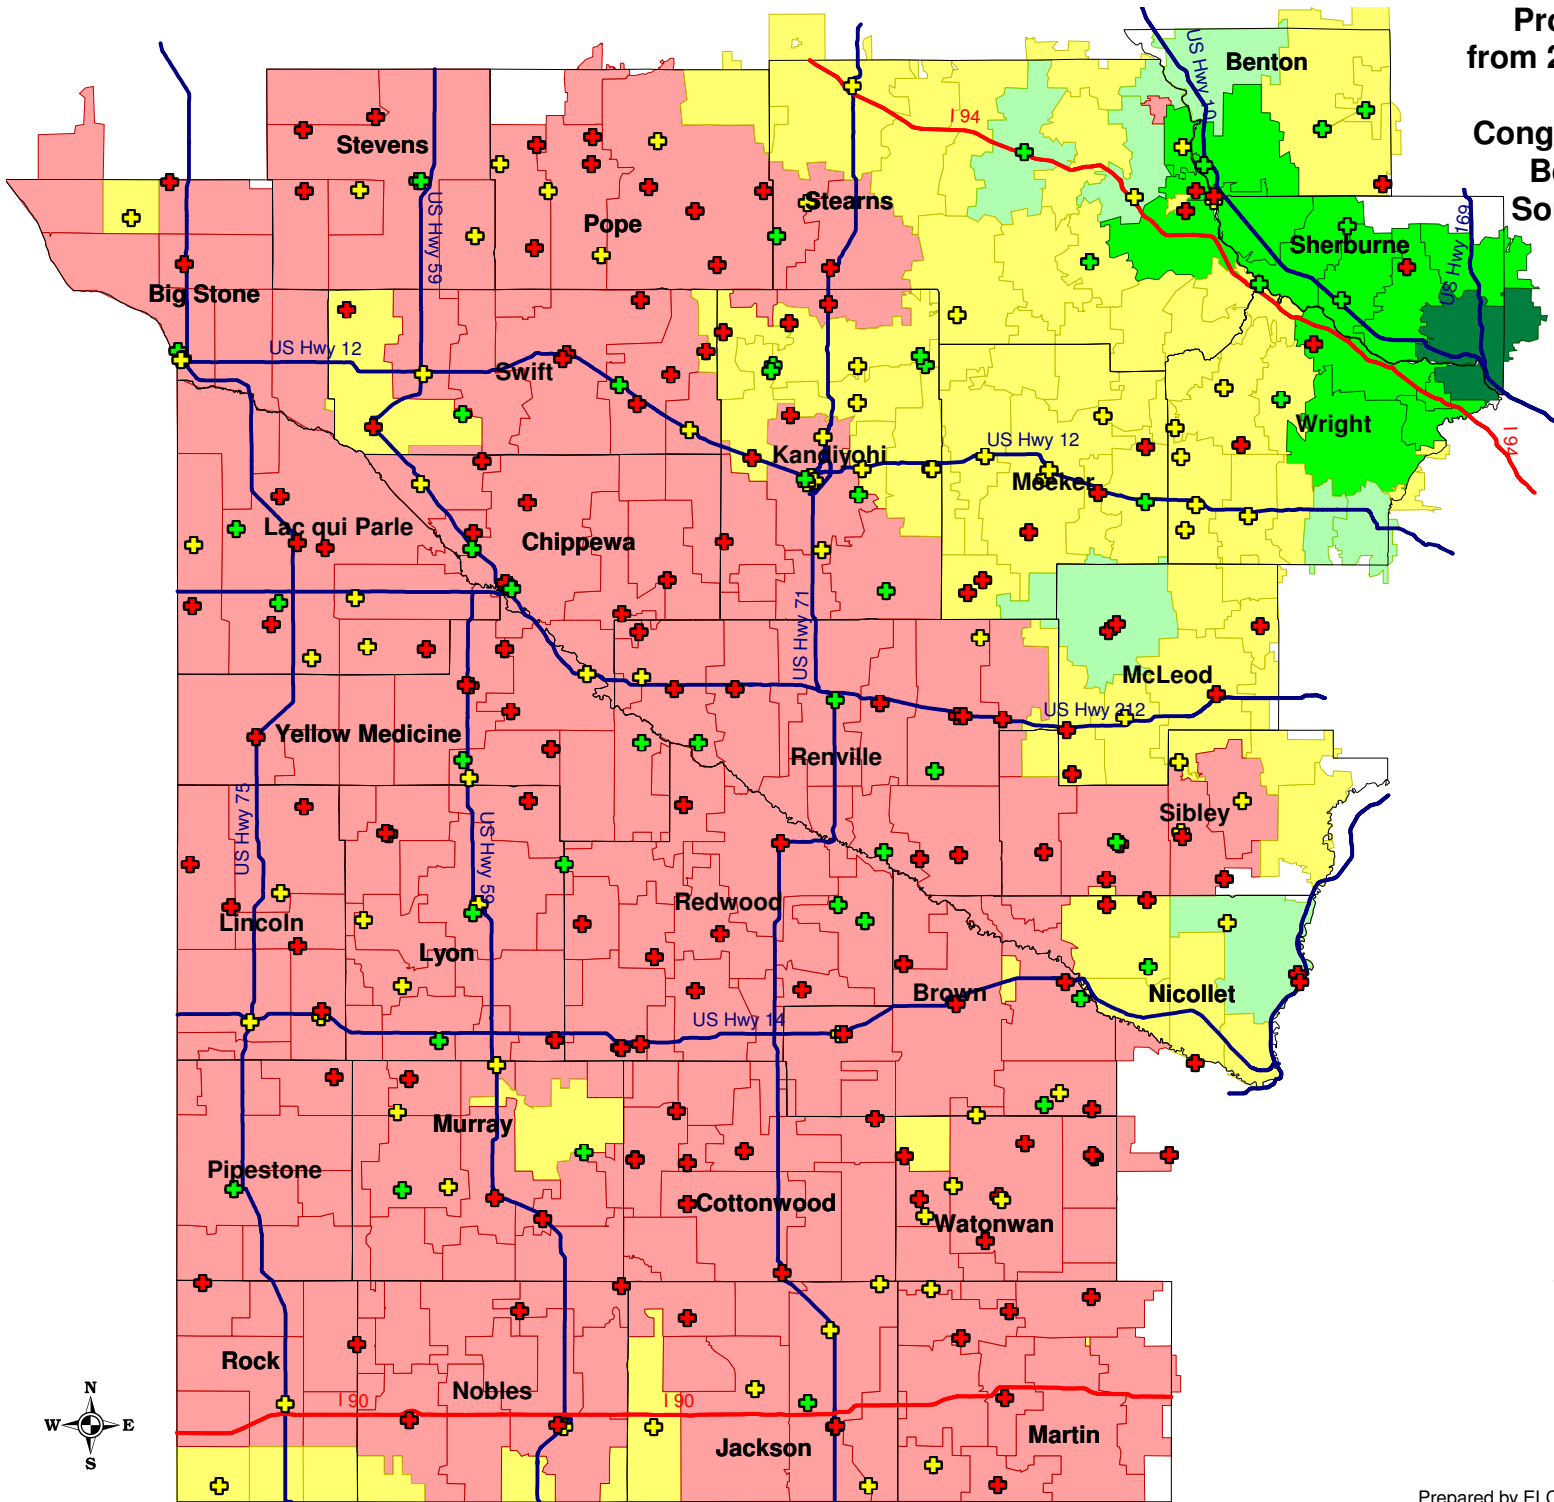 Pro
from 2
Cong
Be
So
US Hwy 10
Benton
I 94
Stevens
US Hwy 59
Stearns
Pope
US Hwy 169
Sherburne
Big Stone
US Hwy 12
Swift
Wright
I 94
Kandiyohi
US Hwy 12
Meeker
Lac qui Parle
Chippewa
US Hwy 71
McLeod
US Hwy 212
Yellow Medicine
Renville
US Hwy 75
US Hwy 59
Sibley
Redwood
Lincoln
Lyon
Brown
Nicollet
US Hwy 14
Murray
Pipestone
Cottonwood
Watonwan
Rock
Nobles
I 90
I 90
Jackson
Martin
N
W E
S
Prepared by ELC